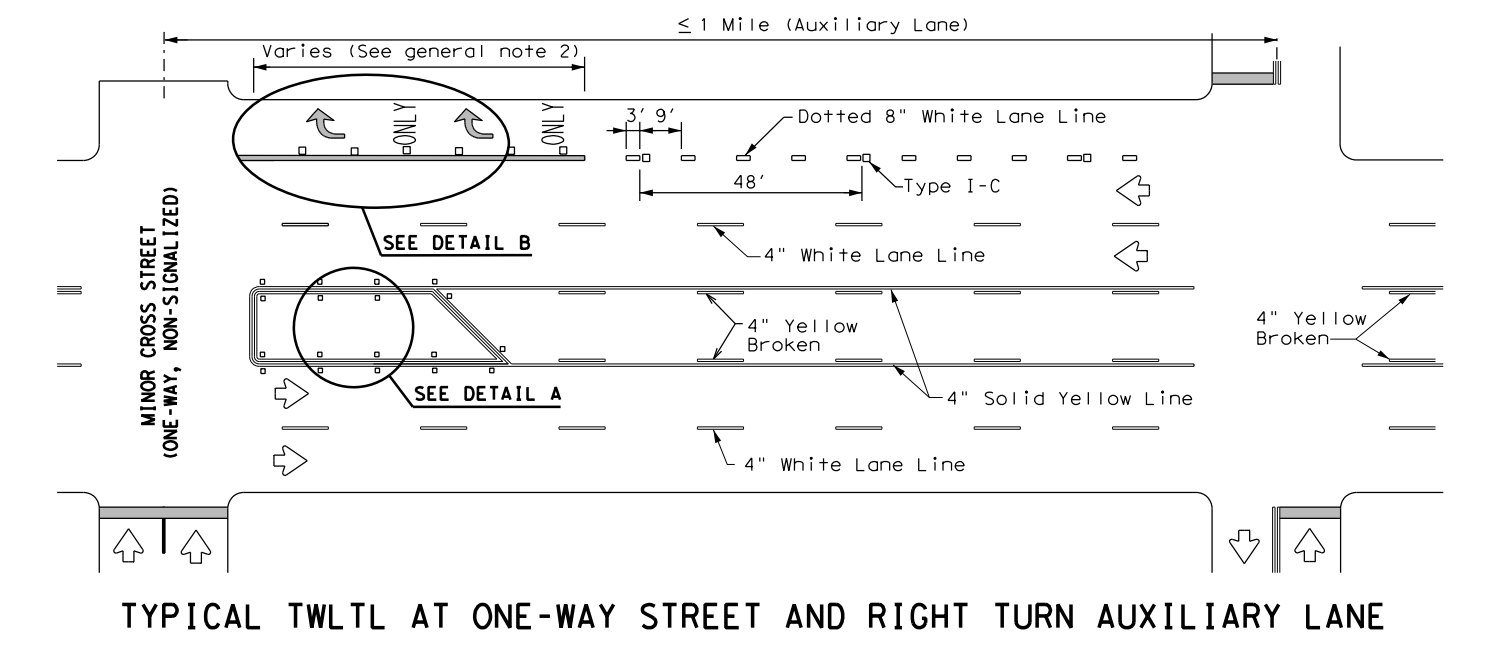 ≤ 1 Mile (Auxiliary Lane)
Varies (See general note 2)
ONLY
ONLY
3' 9'
Dotted 8" White Lane Line
48'
Type I-C
SEE DETAIL B
4" White Lane Line
MINOR CROSS STREET
(ONE-WAY, NON-SIGNALIZED)
4" Yellow
Broken
4" Yellow
Broken
SEE DETAIL A
4" Solid Yellow Line
4" White Lane Line
TYPICAL TWLTL AT ONE-WAY STREET AND RIGHT TURN AUXILIARY LANE